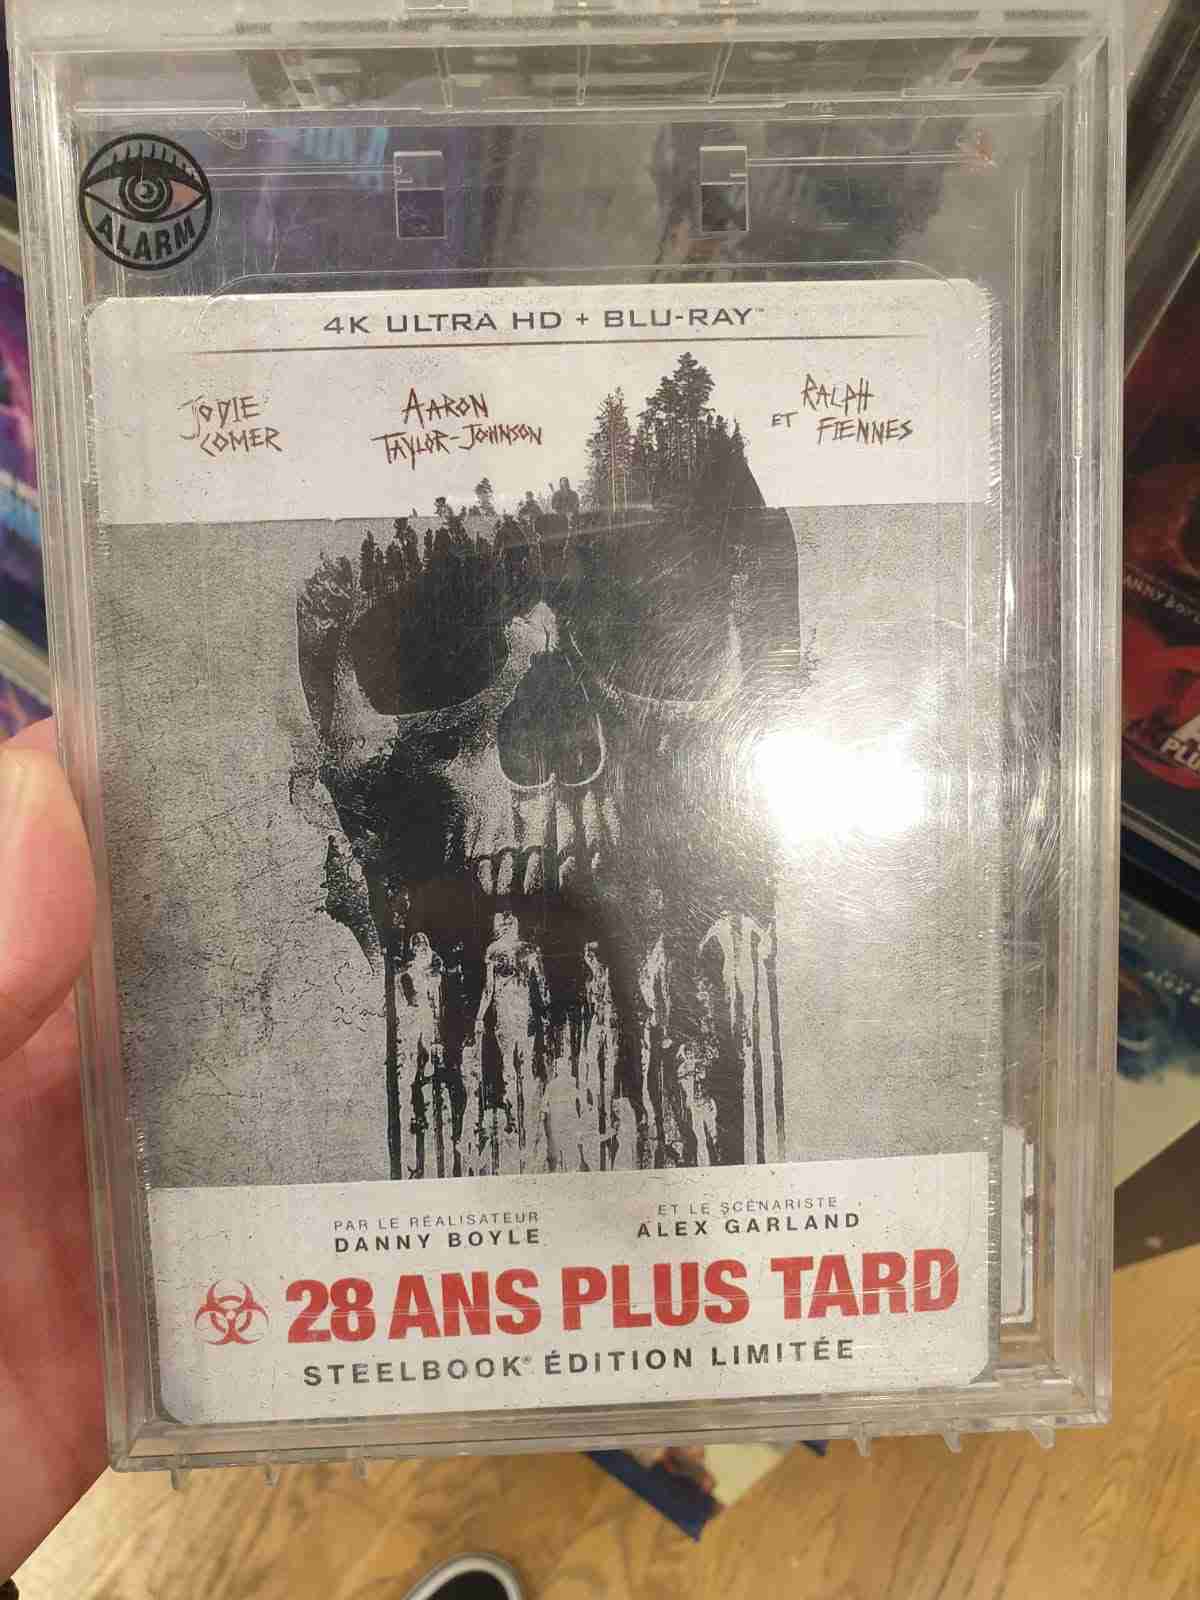 ALARM
4K ULTRA HD + BLU-RAY™
JODIE
COMER
AARON
TAYLOR-JOHNSON
ET
RALPH
FIENNES
PAR LE RÉALISATEUR
DANNY BOYLE
ET LE SCÉNARISTE
ALEX GARLAND
28 ANS PLUS TARD
STEELBOOK® ÉDITION LIMITÉE